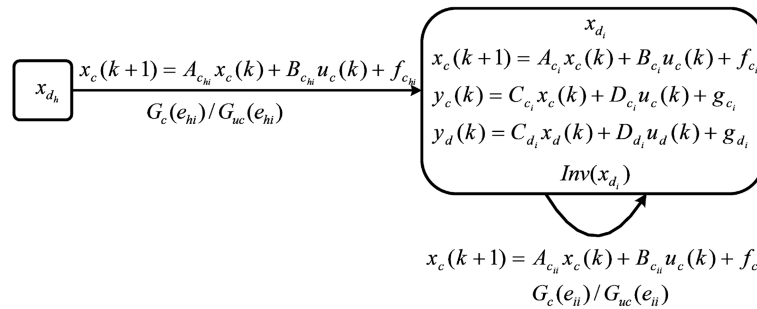 x_{d_h}
x_c(k+1) = A_{c_{hi}} x_c(k) + B_{c_{hi}} u_c(k) + f_{c_{hi}}
G_c(e_{hi}) / G_{uc}(e_{hi})
x_{d_i}
x_c(k+1) = A_{c_i} x_c(k) + B_{c_i} u_c(k) + f_{c_i}
y_c(k) = C_{c_i} x_c(k) + D_{c_i} u_c(k) + g_{c_i}
y_d(k) = C_{d_i} x_d(k) + D_{d_i} u_d(k) + g_{d_i}
Inv(x_{d_i})
x_c(k+1) = A_{c_{ii}} x_c(k) + B_{c_{ii}} u_c(k) + f_c
G_c(e_{ii}) / G_{uc}(e_{ii})